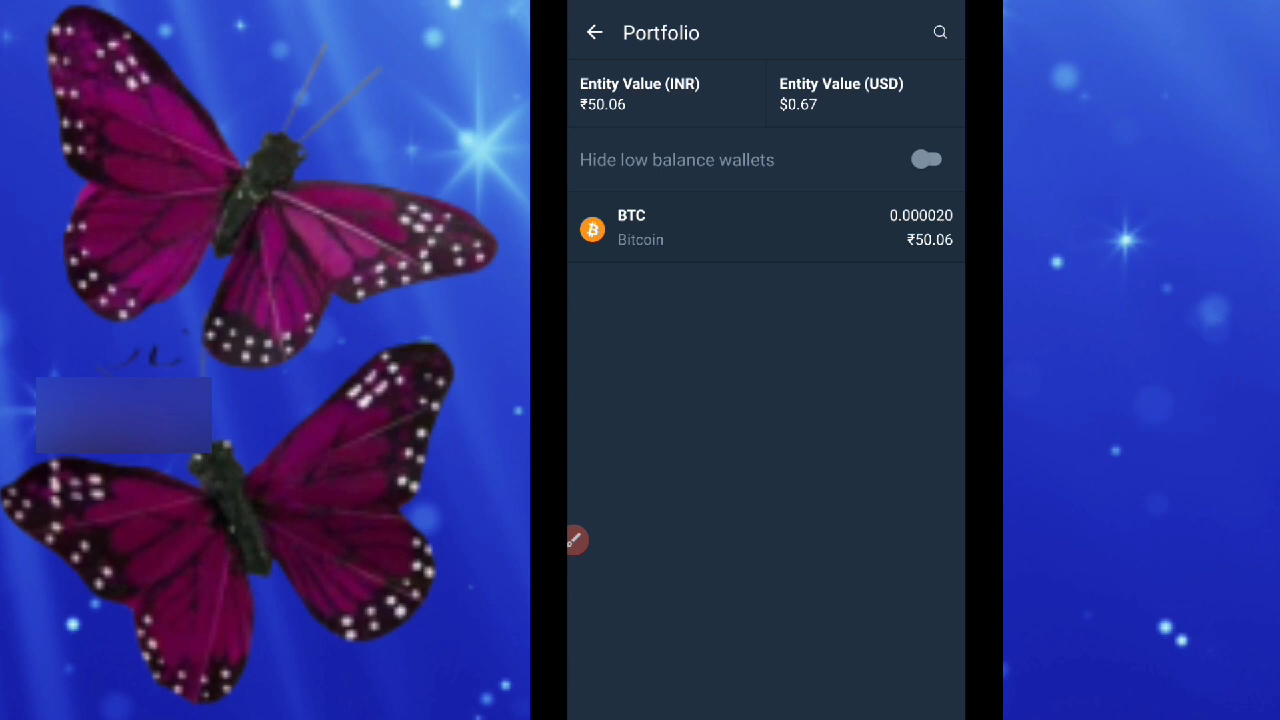 Portfolio
Entity Value (INR)
₹50.06
Entity Value (USD)
$0.67
Hide low balance wallets
BTC
0.000020
Bitcoin
₹50.06